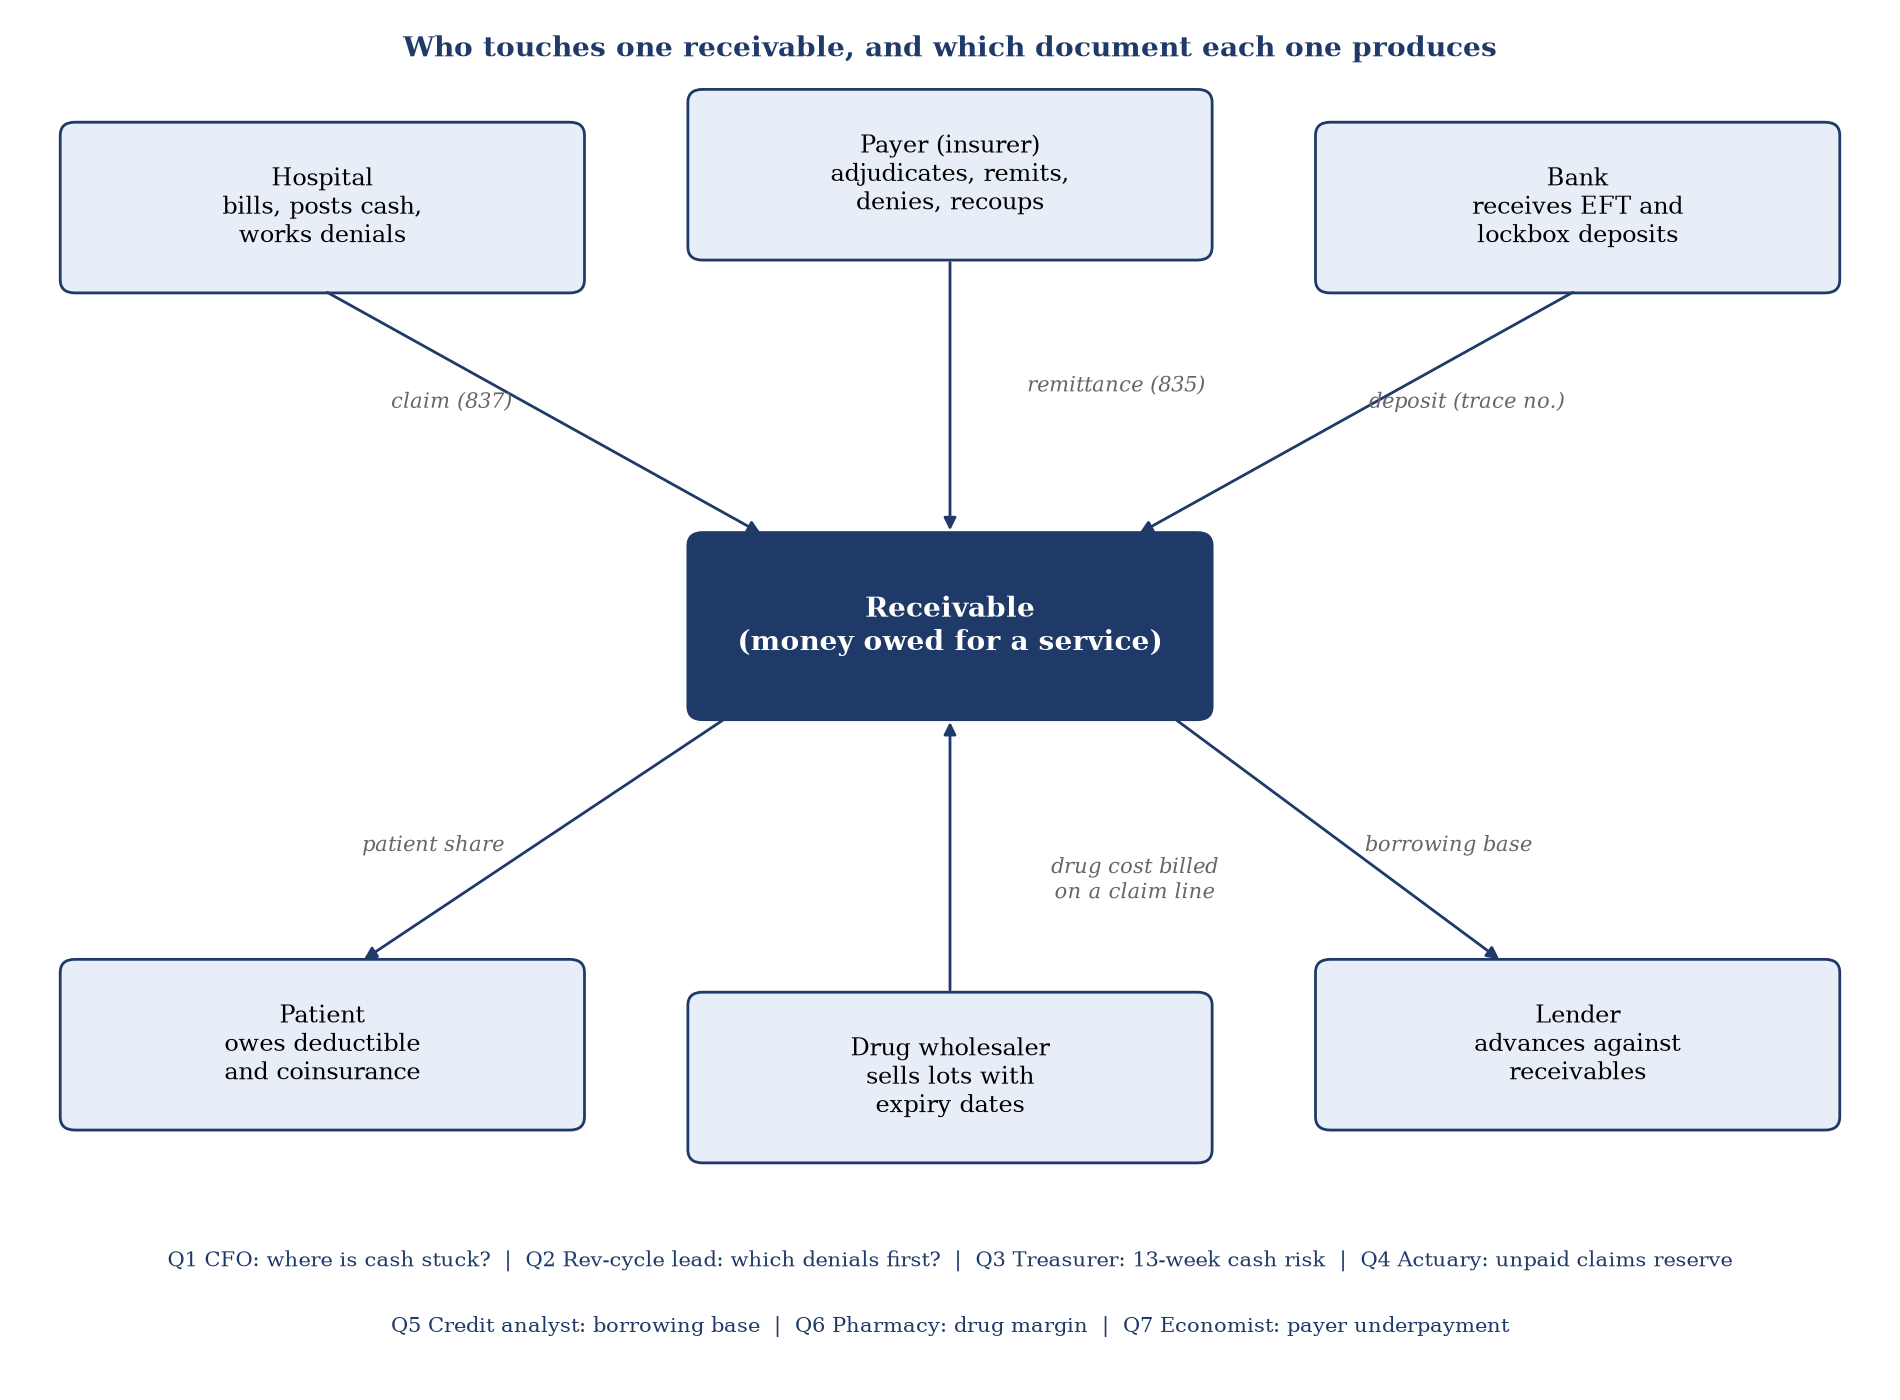 Who touches one receivable, and which document each one produces
Hospital
bills, posts cash,
works denials
Payer (insurer)
adjudicates, remits,
denies, recoups
Bank
receives EFT and
lockbox deposits
claim (837)
remittance (835)
deposit (trace no.)
Receivable
(money owed for a service)
patient share
drug cost billed
on a claim line
borrowing base
Patient
owes deductible
and coinsurance
Drug wholesaler
sells lots with
expiry dates
Lender
advances against
receivables
Q1 CFO: where is cash stuck? | Q2 Rev-cycle lead: which denials first? | Q3 Treasurer: 13-week cash risk | Q4 Actuary: unpaid claims reserve
Q5 Credit analyst: borrowing base | Q6 Pharmacy: drug margin | Q7 Economist: payer underpayment